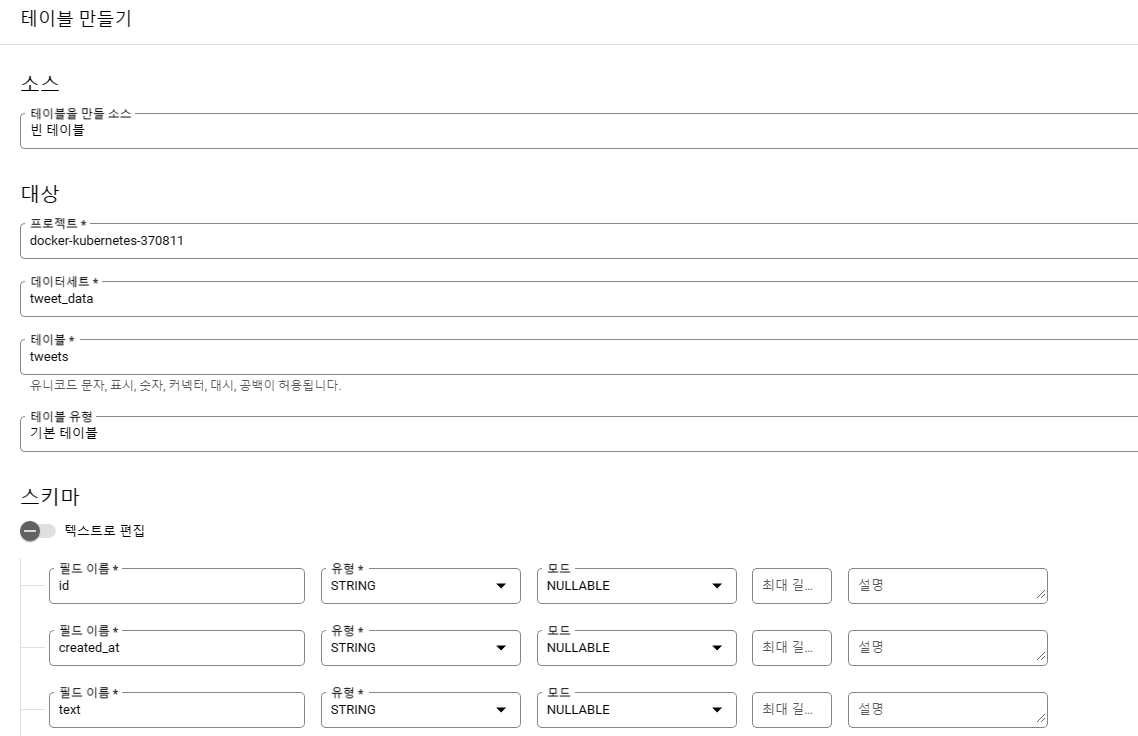 테이블 만들기
소스
테이블을 만들 소스
빈 테이블
대상
프로젝트 *
docker-kubernetes-370811
데이터세트 *
tweet_data
테이블 *
tweets
유니코드 문자, 표시, 숫자, 커넥터, 대시, 공백이 허용됩니다.
테이블 유형
기본 테이블
스키마
텍스트로 편집
필드 이름 * 유형 * 모드
id STRING NULLABLE 최대 길... 설명
필드 이름 * 유형 * 모드
created_at STRING NULLABLE 최대 길... 설명
필드 이름 * 유형 * 모드
text STRING NULLABLE 최대 길... 설명